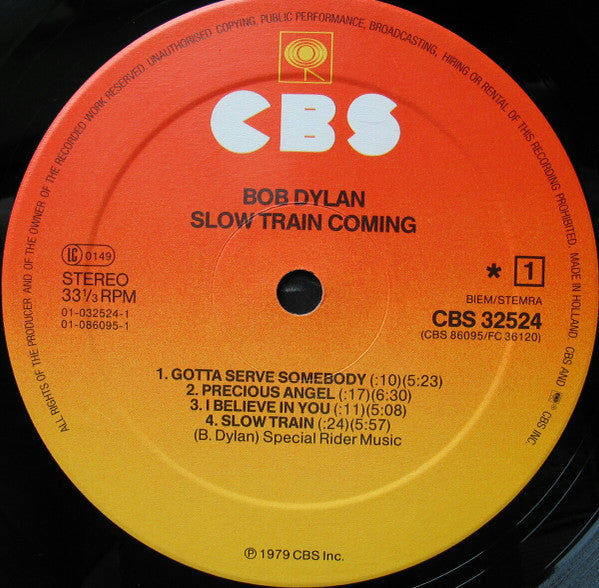 ALL RIGHTS OF THE PRODUCER AND OF THE OWNER OF THE RECORDED WORK RESERVED. UNAUTHORISED COPYING, PUBLIC PERFORMANCE, BROADCASTING, HIRING OR RENTAL OF THIS RECORDING PROHIBITED. MADE IN HOLLAND. CBS AND ® CBS INC.
CBS
BOB DYLAN
SLOW TRAIN COMING
LC 0149
STEREO
33⅓ RPM
01-032524-1
01-086095-1
* 1
BIEM/STEMRA
CBS 32524
(CBS 86095/FC 36120)
1. GOTTA SERVE SOMEBODY (:10)(5:23)
2. PRECIOUS ANGEL (:17)(6:30)
3. I BELIEVE IN YOU (:11)(5:08)
4. SLOW TRAIN (:24)(5:57)
(B. Dylan) Special Rider Music
℗ 1979 CBS Inc.